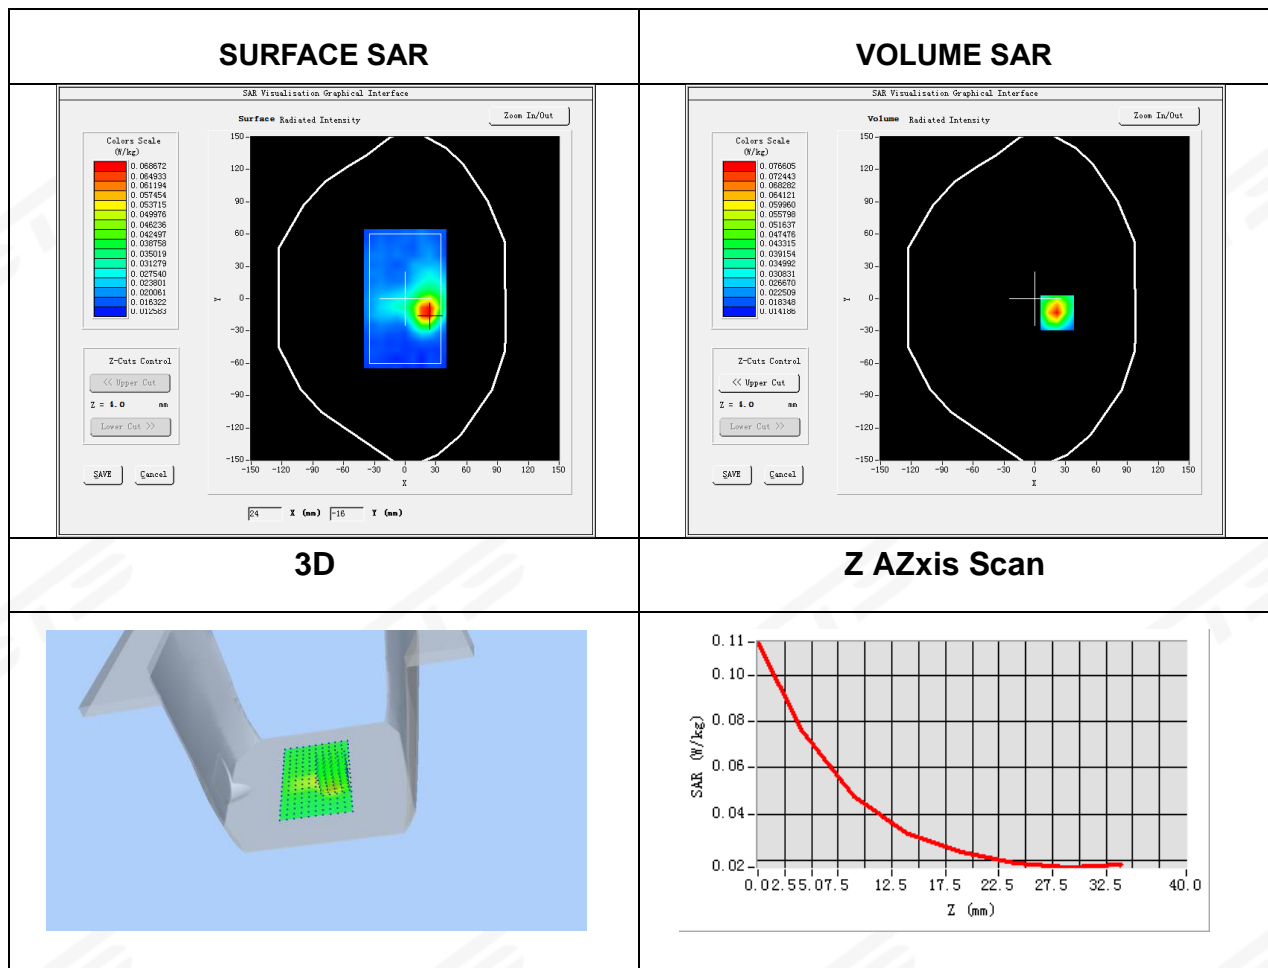 SURFACE SAR
VOLUME SAR
SAR Visualisation Graphical Interface
Surface Radiated Intensity
Zoom In/Out
Colors Scale
(W/kg)
0.068672
0.064933
0.061194
0.057454
0.053715
0.049976
0.046236
0.042497
0.038758
0.035019
0.031279
0.027540
0.023801
0.020061
0.016322
0.012583
Z-Cuts Control
<< Upper Cut
Z = 4.0 mm
Lower Cut >>
SAVE Cancel
150
120
90
60
30
0
-30
-60
-90
-120
-150
Y
-150 -120 -90 -60 -30 0 30 60 90 120 150
X
24 X (mm) -16 Y (mm)
SAR Visualisation Graphical Interface
Volume Radiated Intensity
Zoom In/Out
Colors Scale
(W/kg)
0.076605
0.072443
0.068282
0.064121
0.059960
0.055798
0.051637
0.047476
0.043315
0.039154
0.034992
0.030831
0.026670
0.022509
0.018348
0.014186
Z-Cuts Control
<< Upper Cut
Z = 4.0 mm
Lower Cut >>
SAVE Cancel
150
120
90
60
30
0
-30
-60
-90
-120
-150
Y
-150 -120 -90 -60 -30 0 30 60 90 120 150
X
3D
Z AZxis Scan
0.11
0.10
0.08
0.06
0.04
0.02
SAR (W/kg)
0.0 2.5 5.0 7.5 12.5 17.5 22.5 27.5 32.5 40.0
Z (mm)